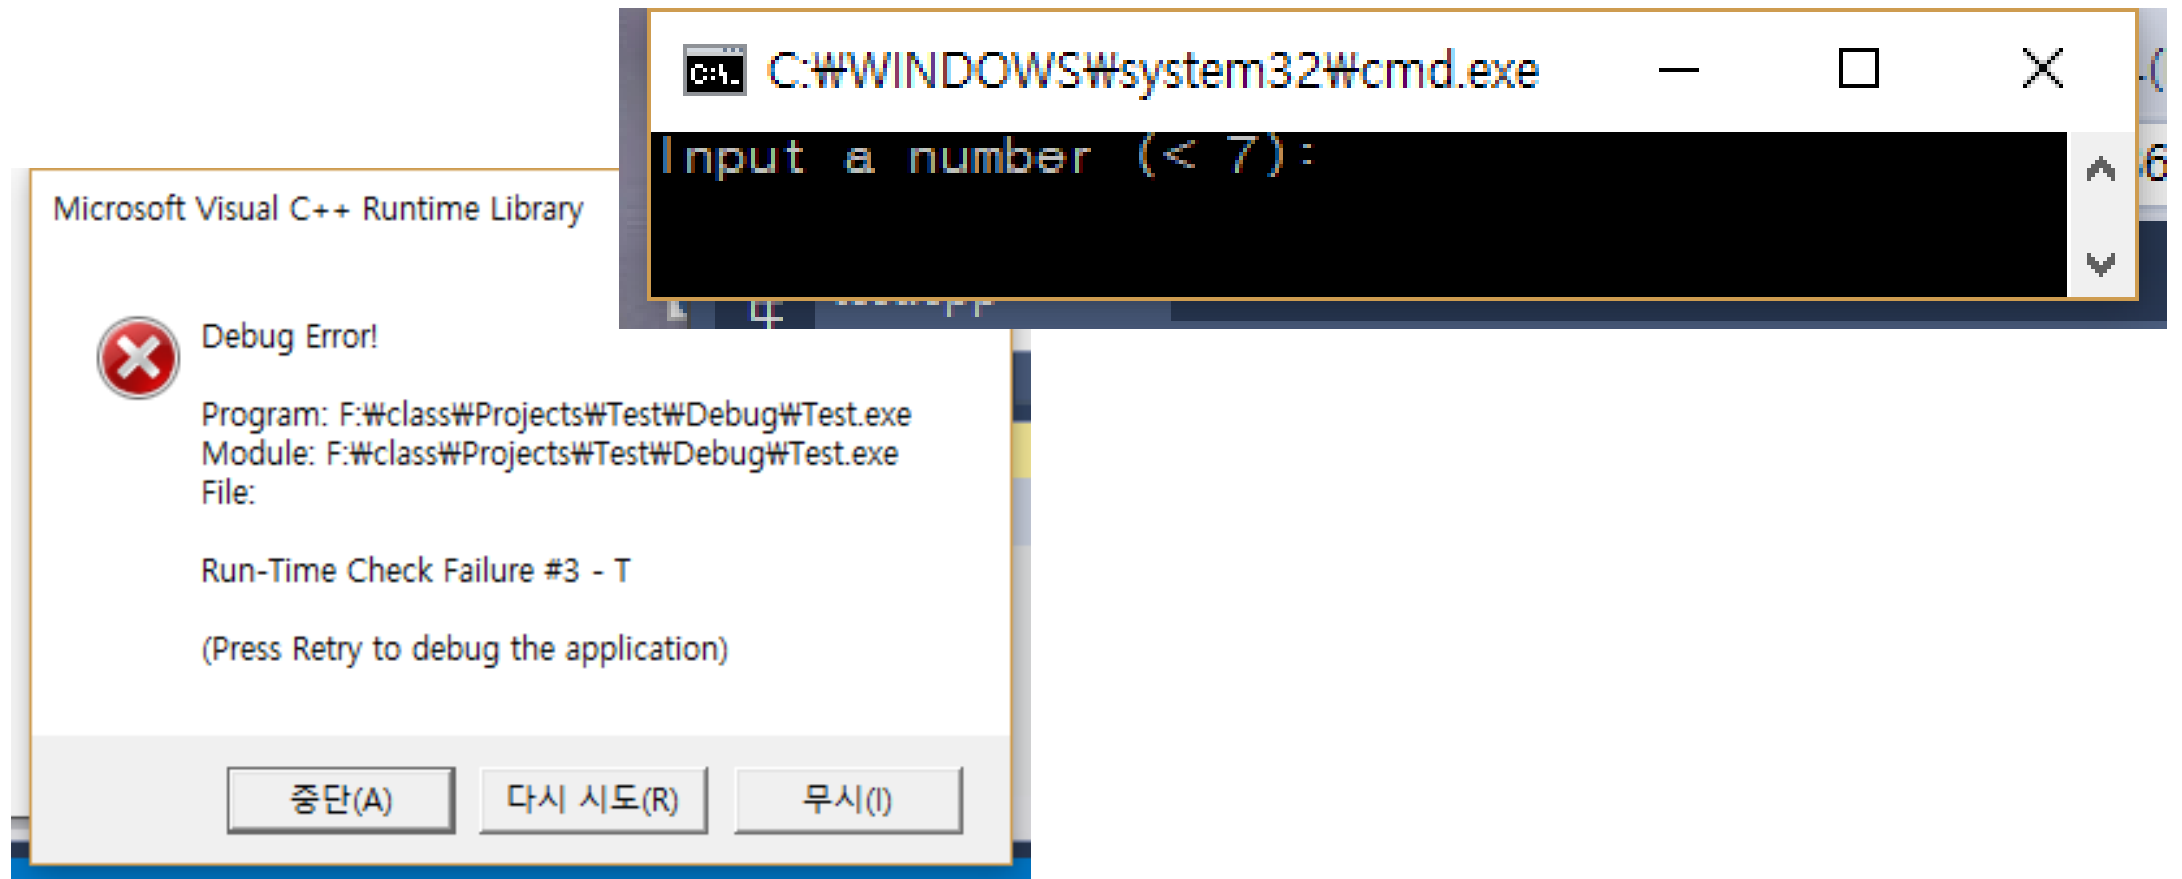 C:₩WINDOWS₩system32₩cmd.exe
Input a number (< 7):
Microsoft Visual C++ Runtime Library
Debug Error!
Program: F:₩class₩Projects₩Test₩Debug₩Test.exe
Module: F:₩class₩Projects₩Test₩Debug₩Test.exe
File:
Run-Time Check Failure #3 - T
(Press Retry to debug the application)
중단(A) 다시 시도(R) 무시(I)